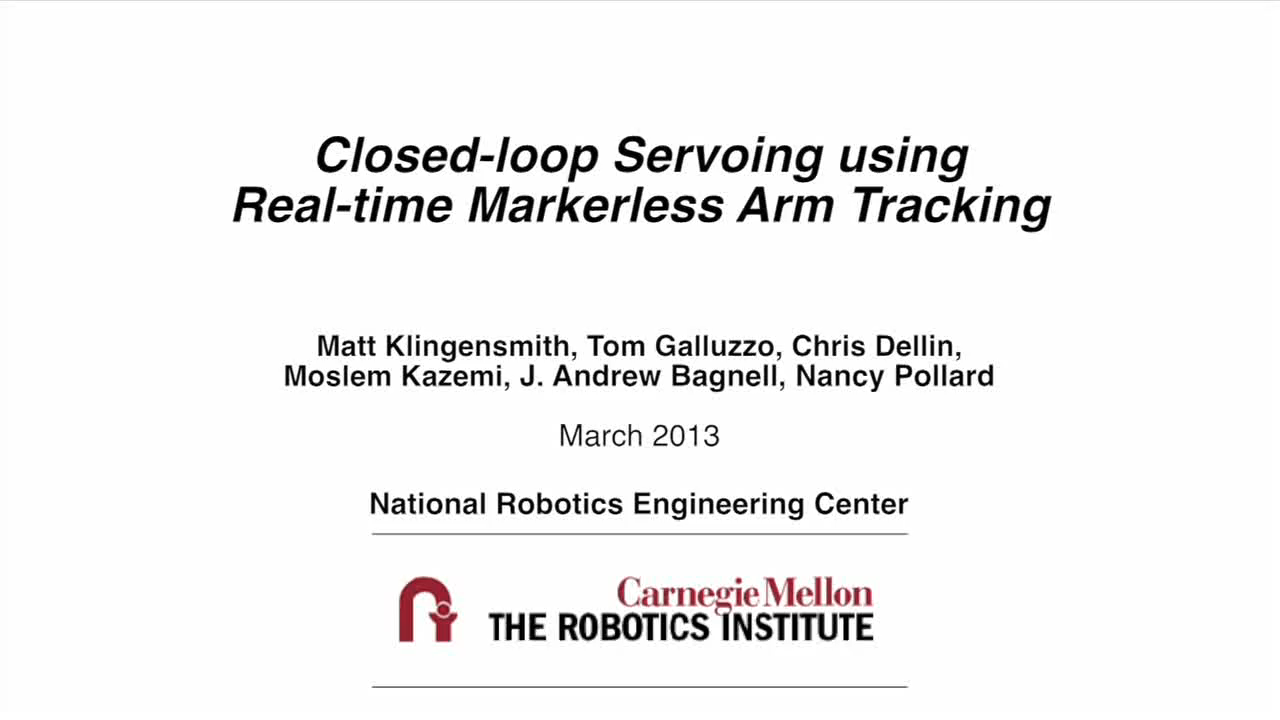 Closed-loop Servoing using
Real-time Markerless Arm Tracking
Matt Klingensmith, Tom Galluzzo, Chris Dellin,
Moslem Kazemi, J. Andrew Bagnell, Nancy Pollard
March 2013
National Robotics Engineering Center
Carnegie Mellon
THE ROBOTICS INSTITUTE